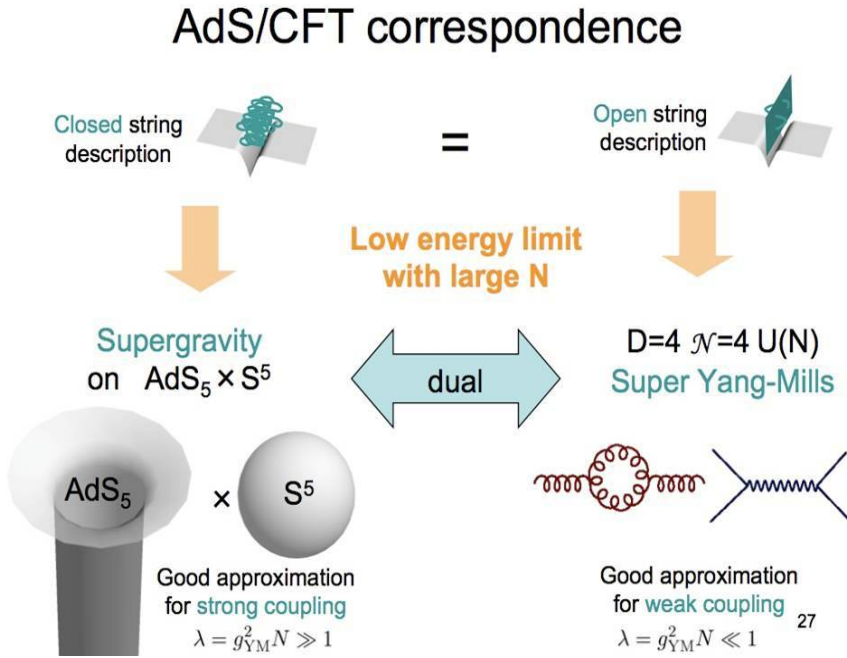 AdS/CFT correspondence
Closed string
description
=
Open string
description
Low energy limit
with large N
Supergravity
on AdS₅ × S⁵
dual
D=4 𝒩=4 U(N)
Super Yang-Mills
AdS₅
×
S⁵
Good approximation
for strong coupling
λ = g²_YM N ≫ 1
Good approximation
for weak coupling
λ = g²_YM N ≪ 1
27